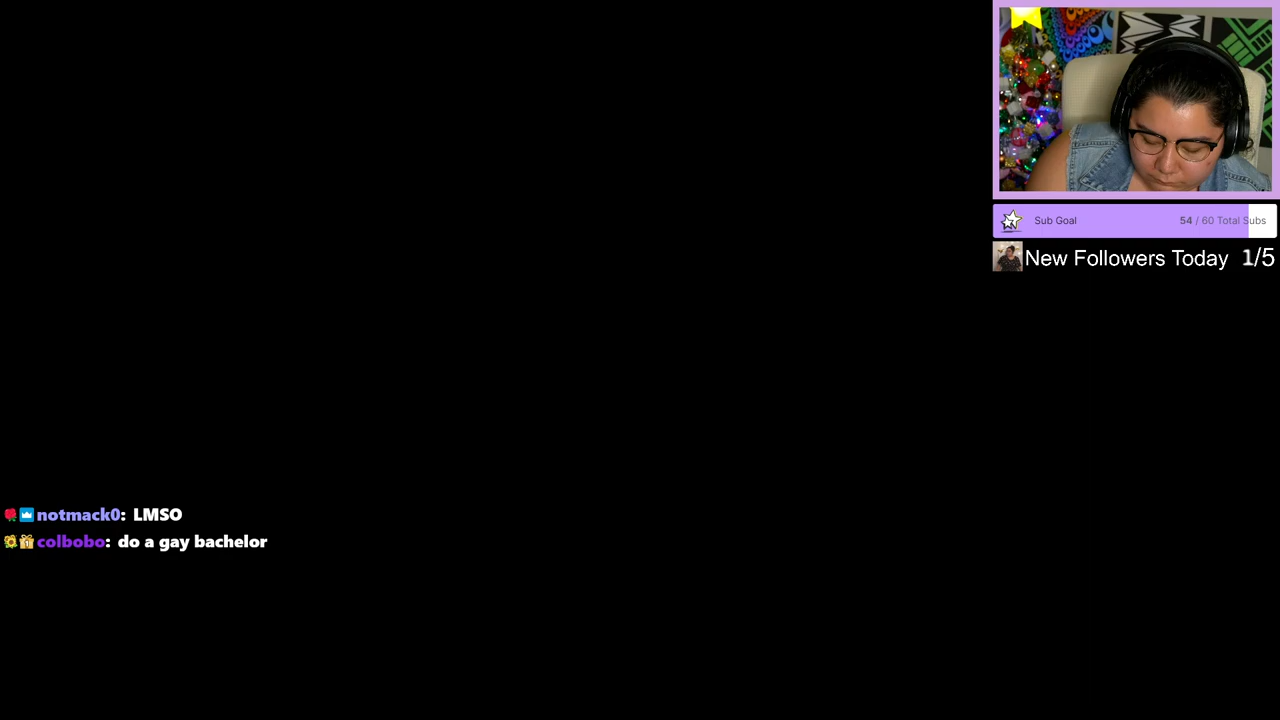 Sub Goal 54 / 60 Total Subs
New Followers Today 1/5
notmack0: LMSO
colbobo: do a gay bachelor